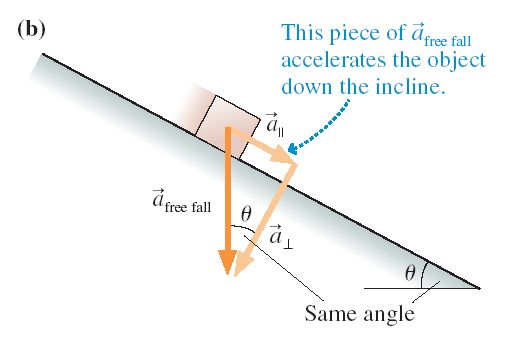 (b)
This piece of a⃗free fall
accelerates the object
down the incline.
a⃗∥
a⃗free fall
θ
a⃗⊥
θ
Same angle